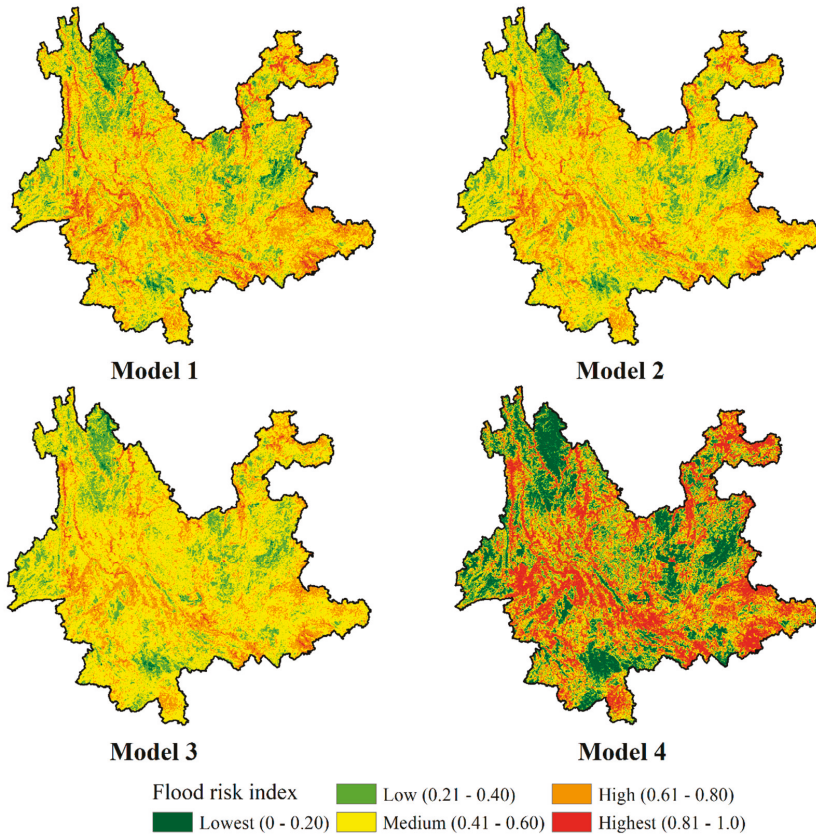 Model 1
Model 2
Model 3
Model 4
Flood risk index
Low (0.21 - 0.40)
High (0.61 - 0.80)
Lowest (0 - 0.20)
Medium (0.41 - 0.60)
Highest (0.81 - 1.0)